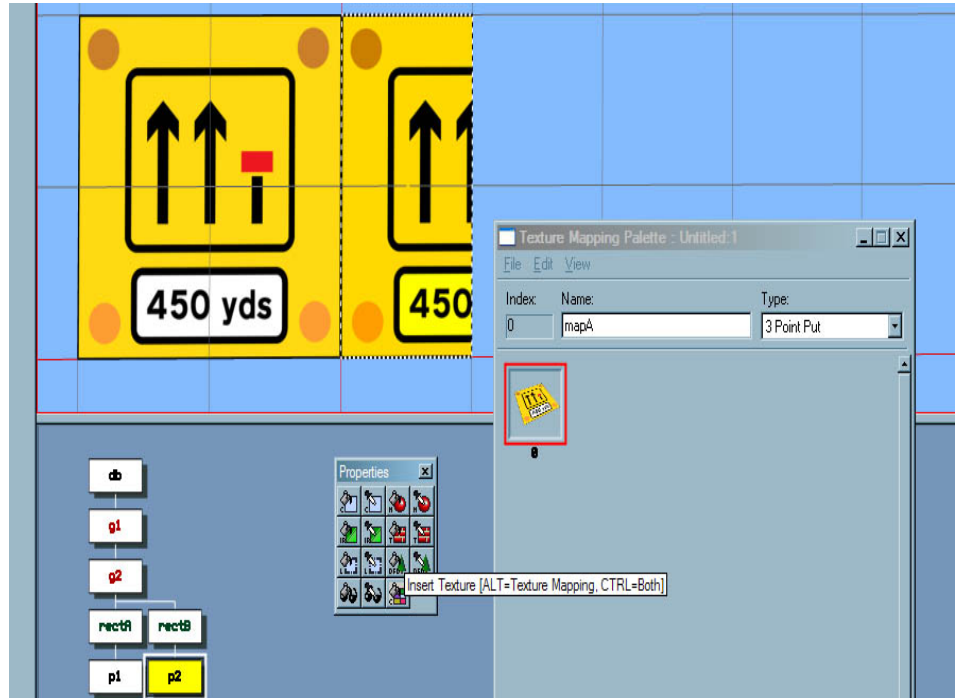 450 yds
450
Texture Mapping Palette : Untitled:1
File Edit View
Index: Name: Type:
0 mapA 3 Point Put
0
db
g1
g2
rectA rectB
p1 p2
Properties
Insert Texture [ALT=Texture Mapping, CTRL=Both]